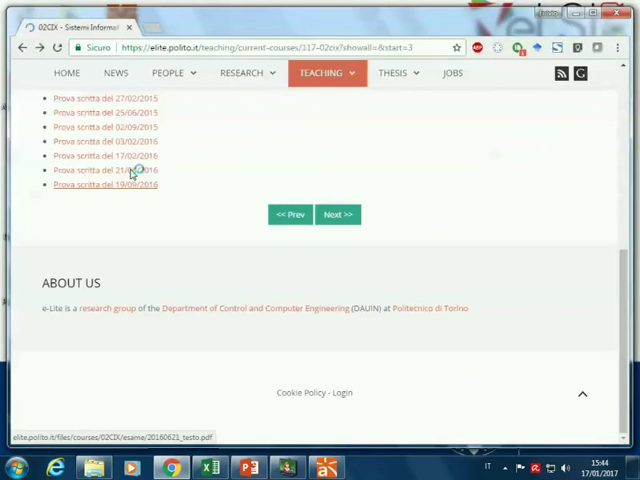 02CIX - Sistemi Informat
Sicuro
https://elite.polito.it/teaching/current-courses/117-02cix?showall=&start=3
HOME NEWS PEOPLE RESEARCH TEACHING THESIS JOBS
Prova scritta del 27/02/2015
Prova scritta del 25/06/2015
Prova scritta del 02/09/2015
Prova scritta del 03/02/2016
Prova scritta del 17/02/2016
Prova scritta del
Prova scritta del 19/09/2016
<< Prev Next >>
ABOUT US
e-Lite is a research group of the Department of Control and Computer Engineering (DAUIN) at Politecnico di Torino
Cookie Policy - Login
elite.polito.it/files/courses/02CIX/esame/20160621_testo.pdf
IT
15:44
17/01/2017